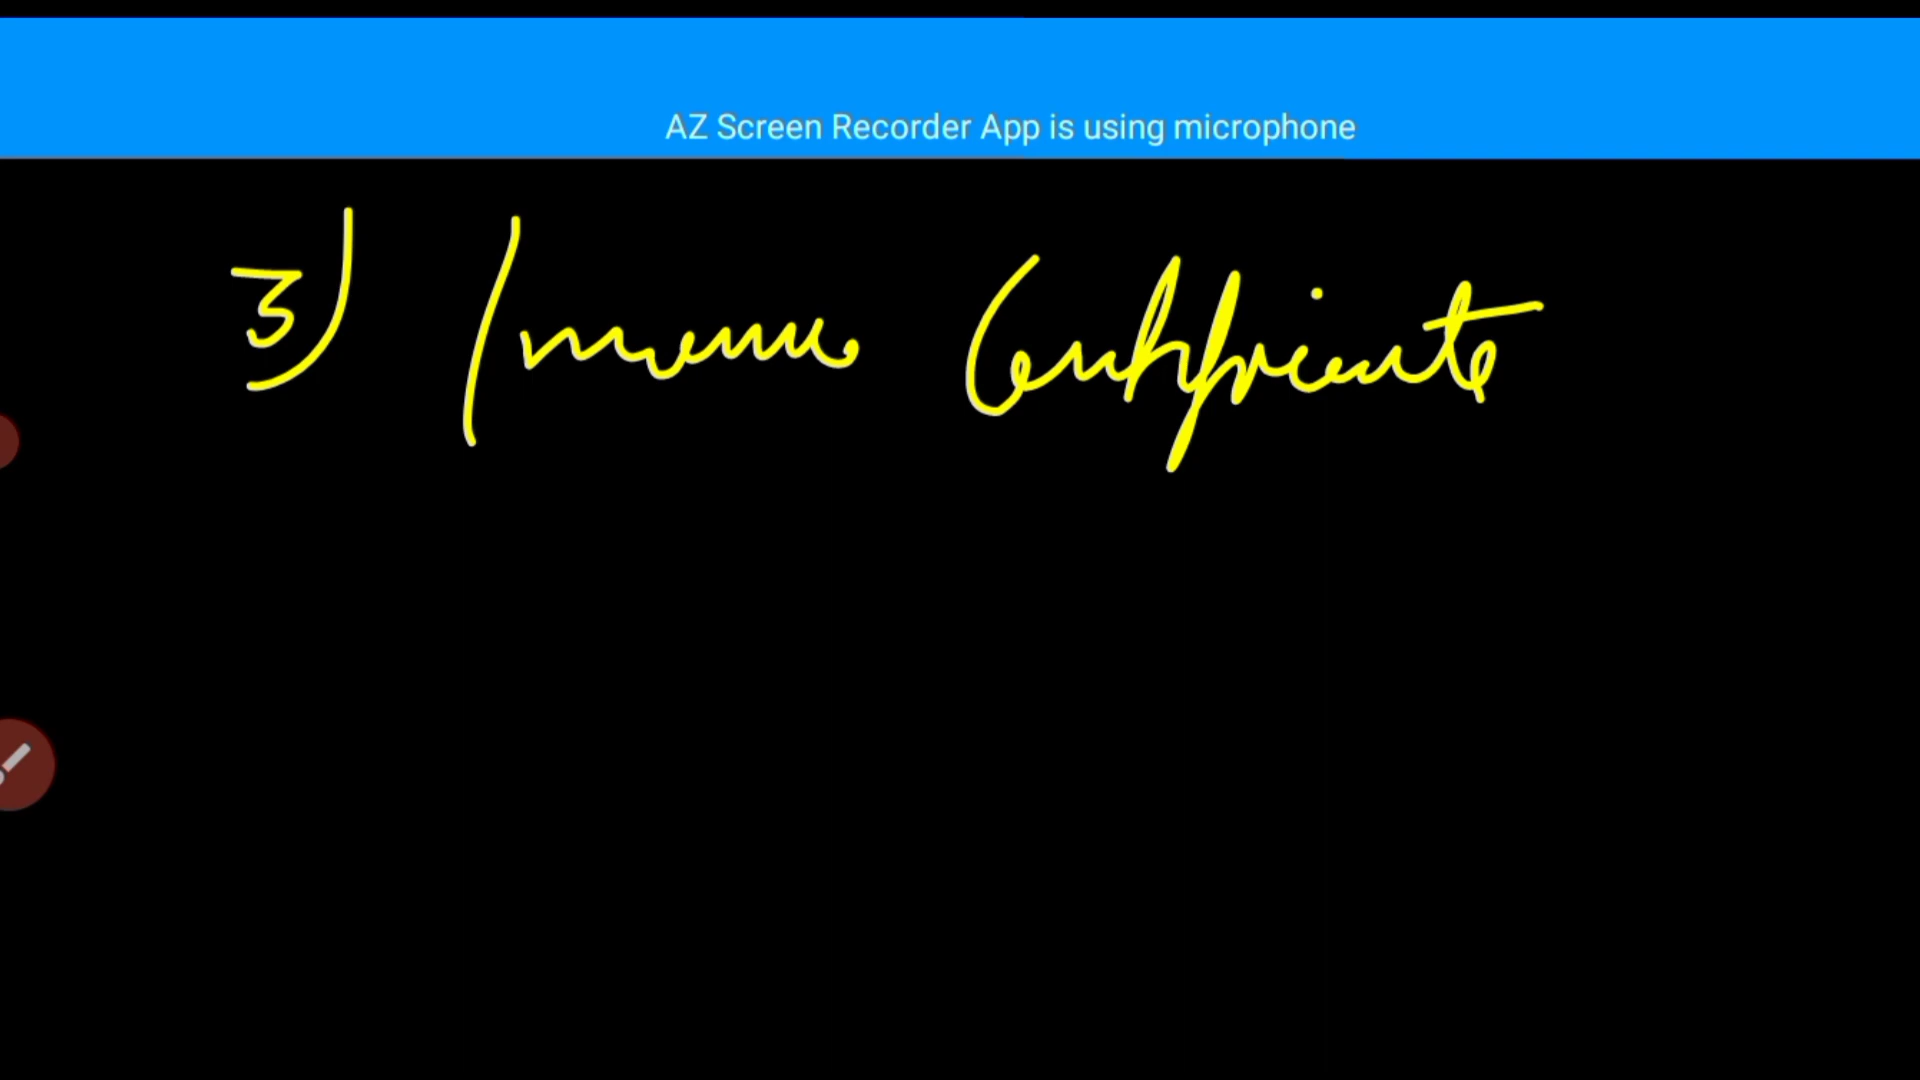 AZ Screen Recorder App is using microphone
3) Income Certificate